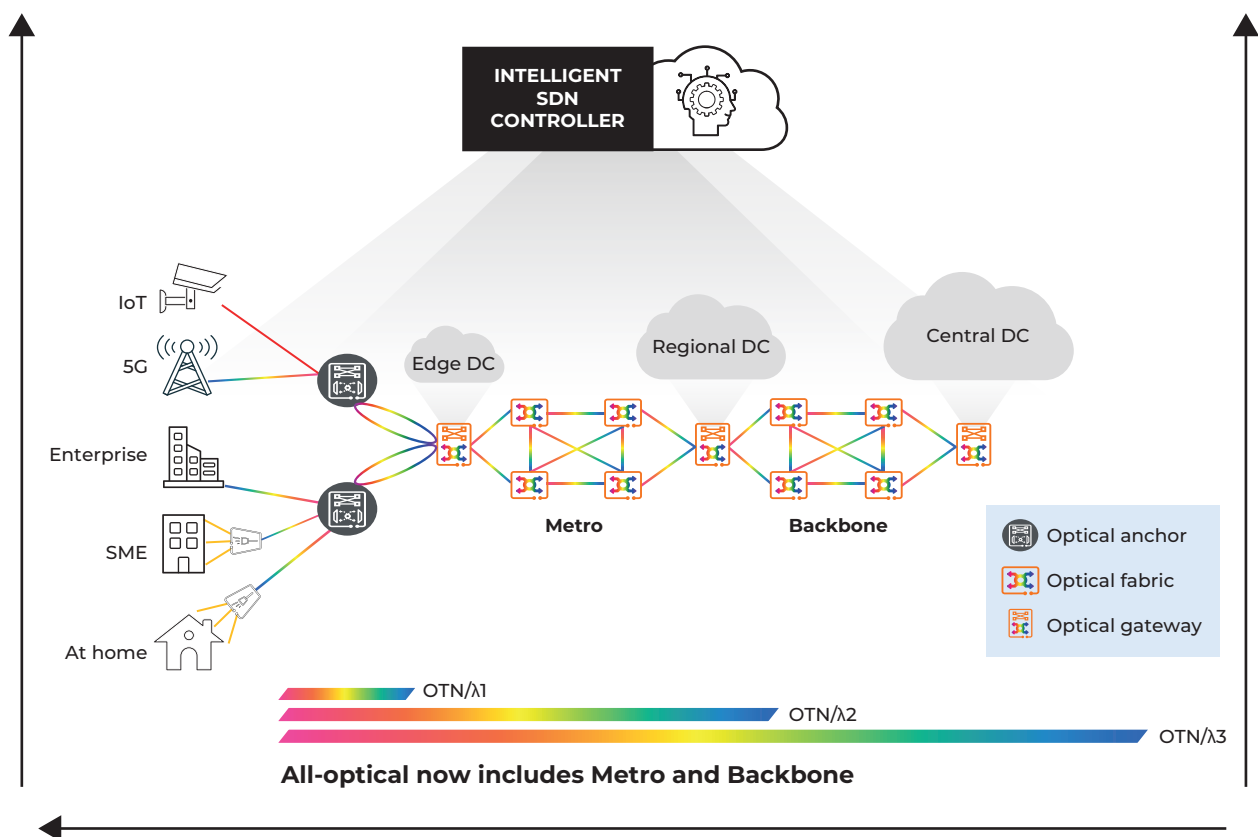 INTELLIGENT
SDN
CONTROLLER
IoT
5G
Edge DC
Regional DC
Central DC
Enterprise
SME
At home
Metro
Backbone
Optical anchor
Optical fabric
Optical gateway
OTN/λ1
OTN/λ2
OTN/λ3
All-optical now includes Metro and Backbone